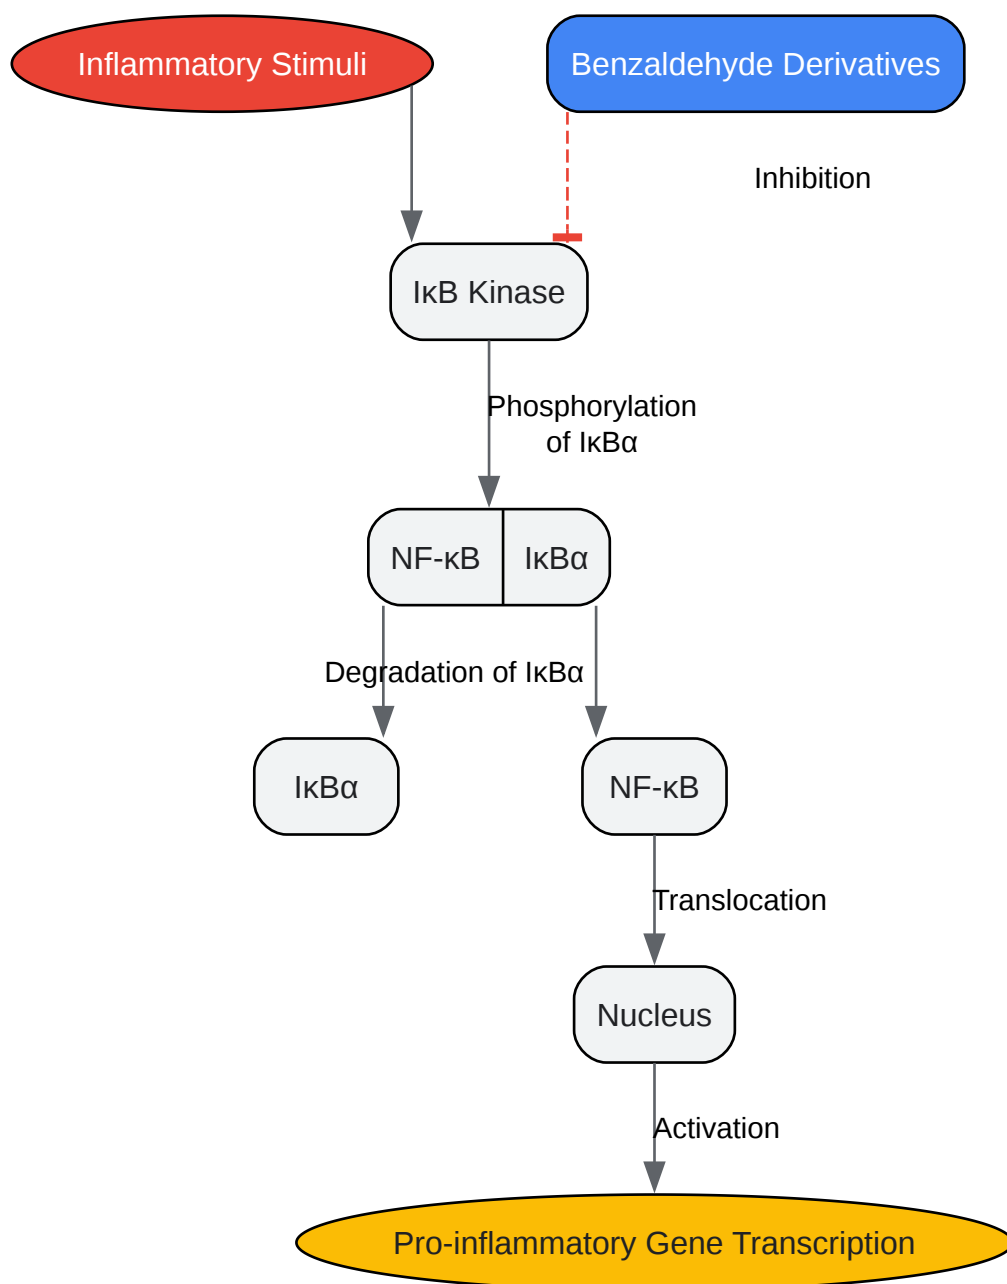 Inflammatory Stimuli
Benzaldehyde Derivatives
Inhibition
IκB Kinase
Phosphorylation
of IκBα
NF-κB
IκBα
Degradation of IκBα
IκBα
NF-κB
Translocation
Nucleus
Activation
Pro-inflammatory Gene Transcription